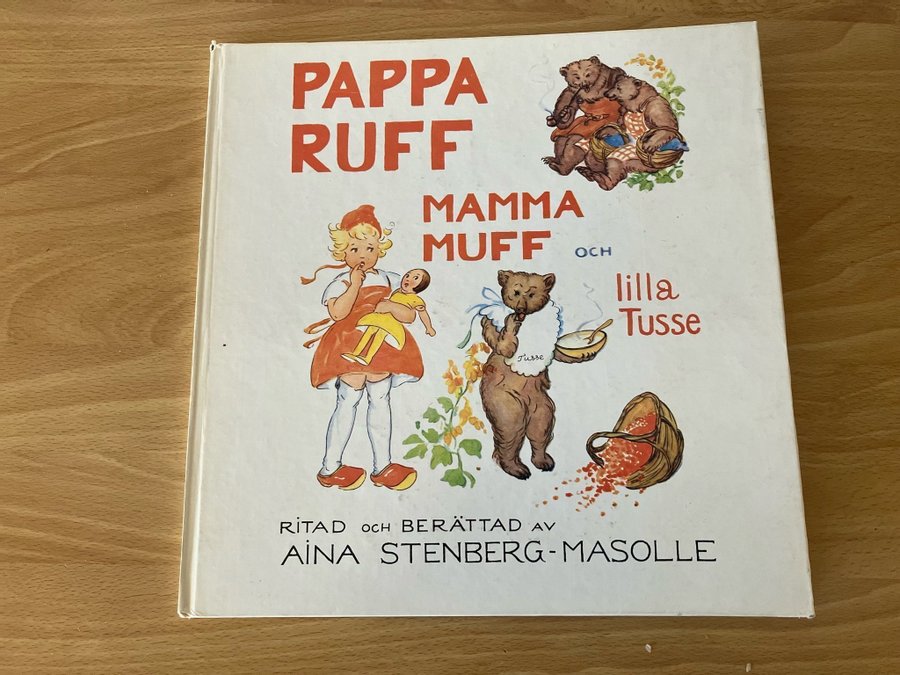 PAPPA
RUFF
MAMMA
MUFF OCH
lilla
Tusse
Tusse
RITAD OCH BERÄTTAD AV
AINA STENBERG-MASOLLE